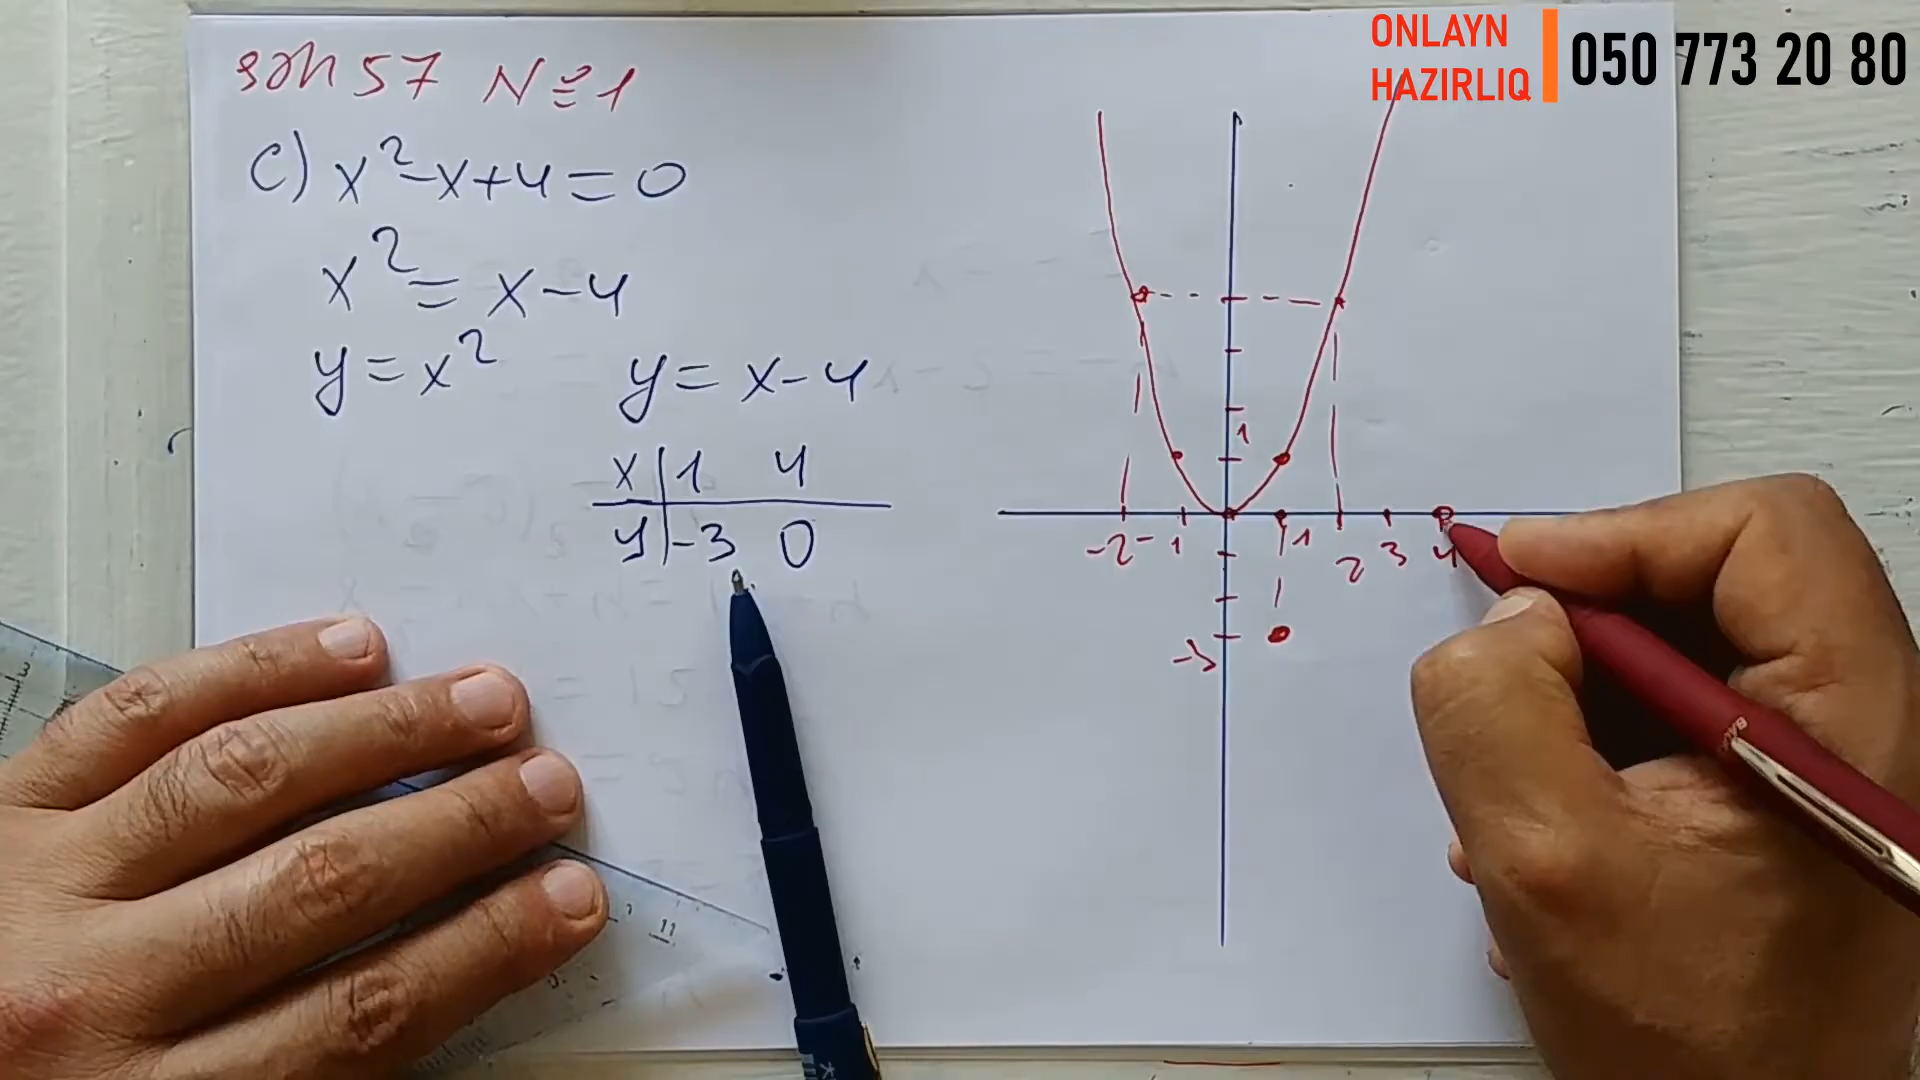 ONLAYN
HAZIRLIQ
050 773 20 80
səh 57 №1
c) x²-x+4=0
x²=x-4
y=x² y=x-4
x 1 4
y -3 0
1
-2 -1 1 2 3 4
-3